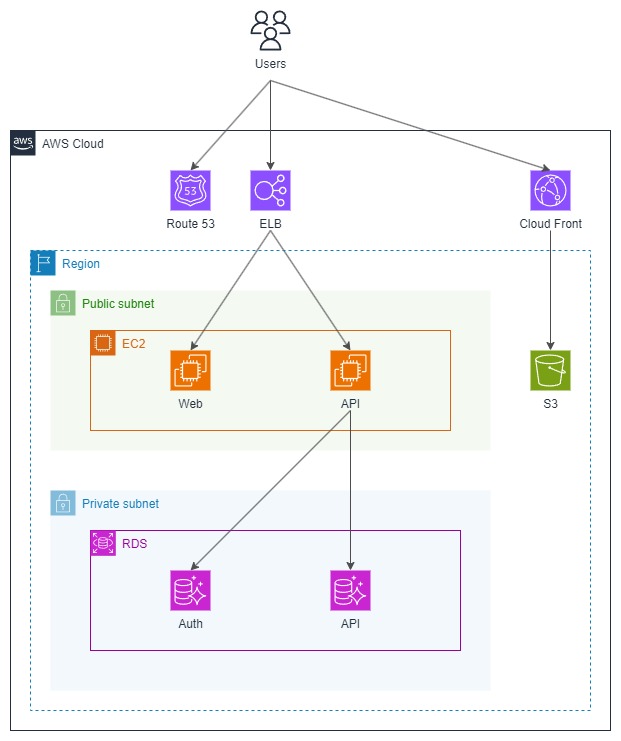 Users
aws
AWS Cloud
53
Route 53
ELB
Cloud Front
Region
Public subnet
EC2
Web
API
S3
Private subnet
RDS
Auth
API